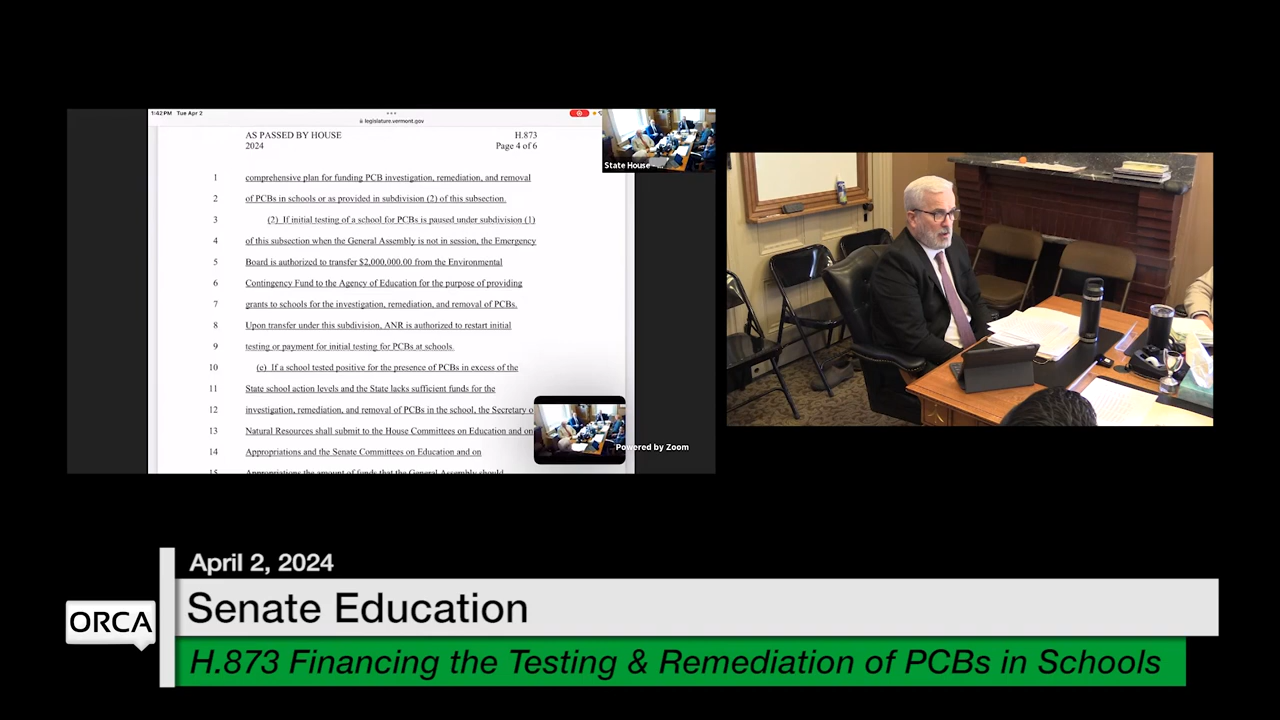 1:42 PM Tue Apr 2
legislature.vermont.gov
AS PASSED BY HOUSE H.873
2024 Page 4 of 6
State House - ...
1 comprehensive plan for funding PCB investigation, remediation, and removal
2 of PCBs in schools or as provided in subdivision (2) of this subsection.
3 (2) If initial testing of a school for PCBs is paused under subdivision (1)
4 of this subsection when the General Assembly is not in session, the Emergency
5 Board is authorized to transfer $2,000,000.00 from the Environmental
6 Contingency Fund to the Agency of Education for the purpose of providing
7 grants to schools for the investigation, remediation, and removal of PCBs.
8 Upon transfer under this subdivision, ANR is authorized to restart initial
9 testing or payment for initial testing for PCBs at schools.
10 (e) If a school tested positive for the presence of PCBs in excess of the
11 State school action levels and the State lacks sufficient funds for the
12 investigation, remediation, and removal of PCBs in the school, the Secretary o
13 Natural Resources shall submit to the House Committees on Education and on
14 Appropriations and the Senate Committees on Education and on
15 Appropriations the amount of funds that the General Assembly should
Powered by Zoom
April 2, 2024
Senate Education
ORCA
H.873 Financing the Testing & Remediation of PCBs in Schools